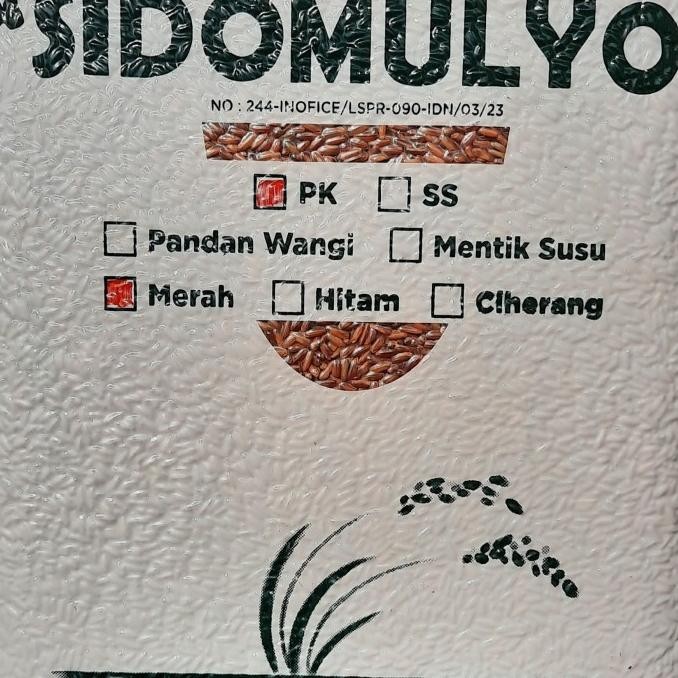 SIDOMULYO
NO : 244-INOFICE/LSPR-090-IDN/03/23
PK SS
Pandan Wangi Mentik Susu
Merah Hitam CIherang